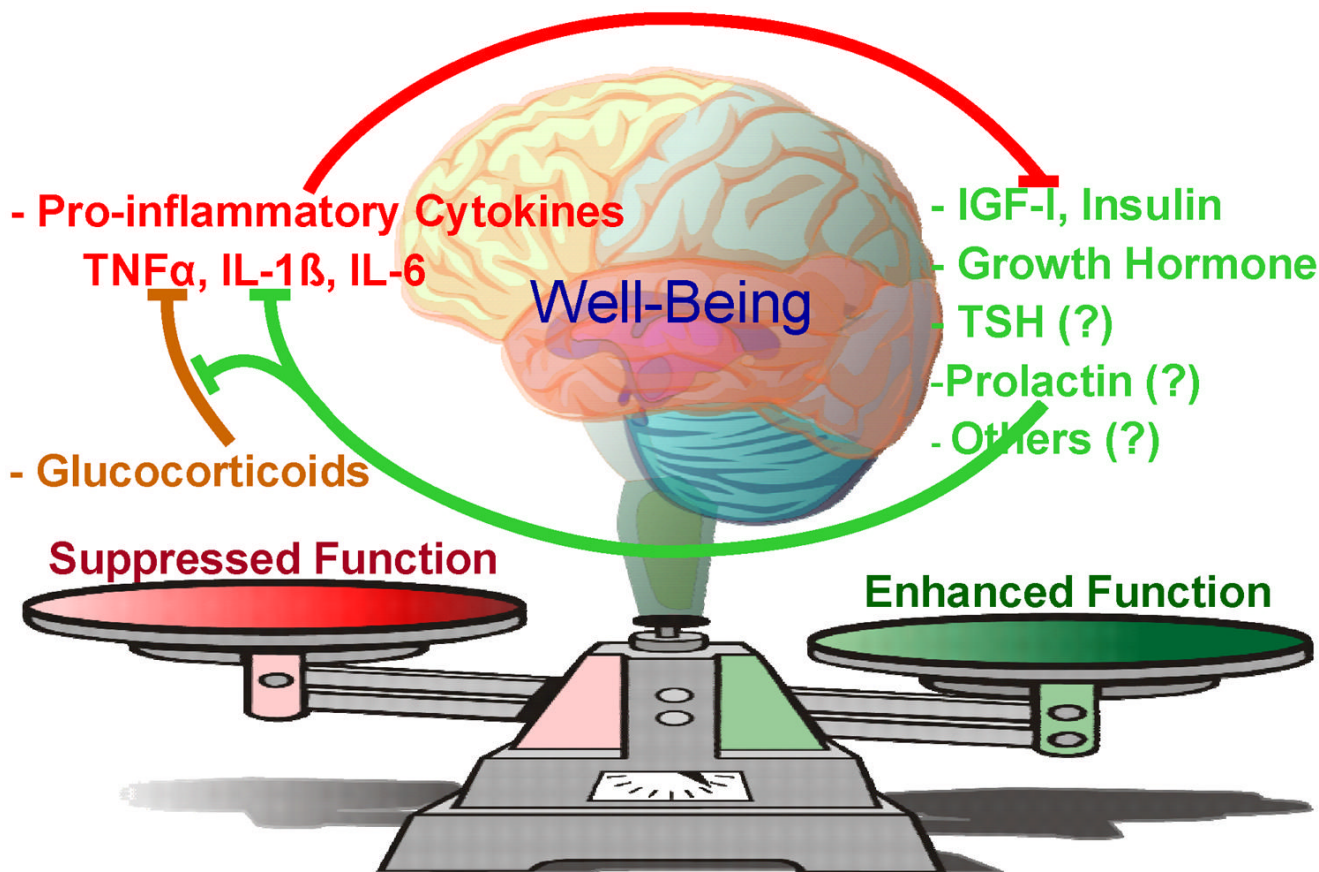 - Pro-inflammatory Cytokines
TNFα, IL-1ß, IL-6
- IGF-I, Insulin
- Growth Hormone
- TSH (?)
-Prolactin (?)
- Others (?)
Well-Being
- Glucocorticoids
Suppressed Function
Enhanced Function